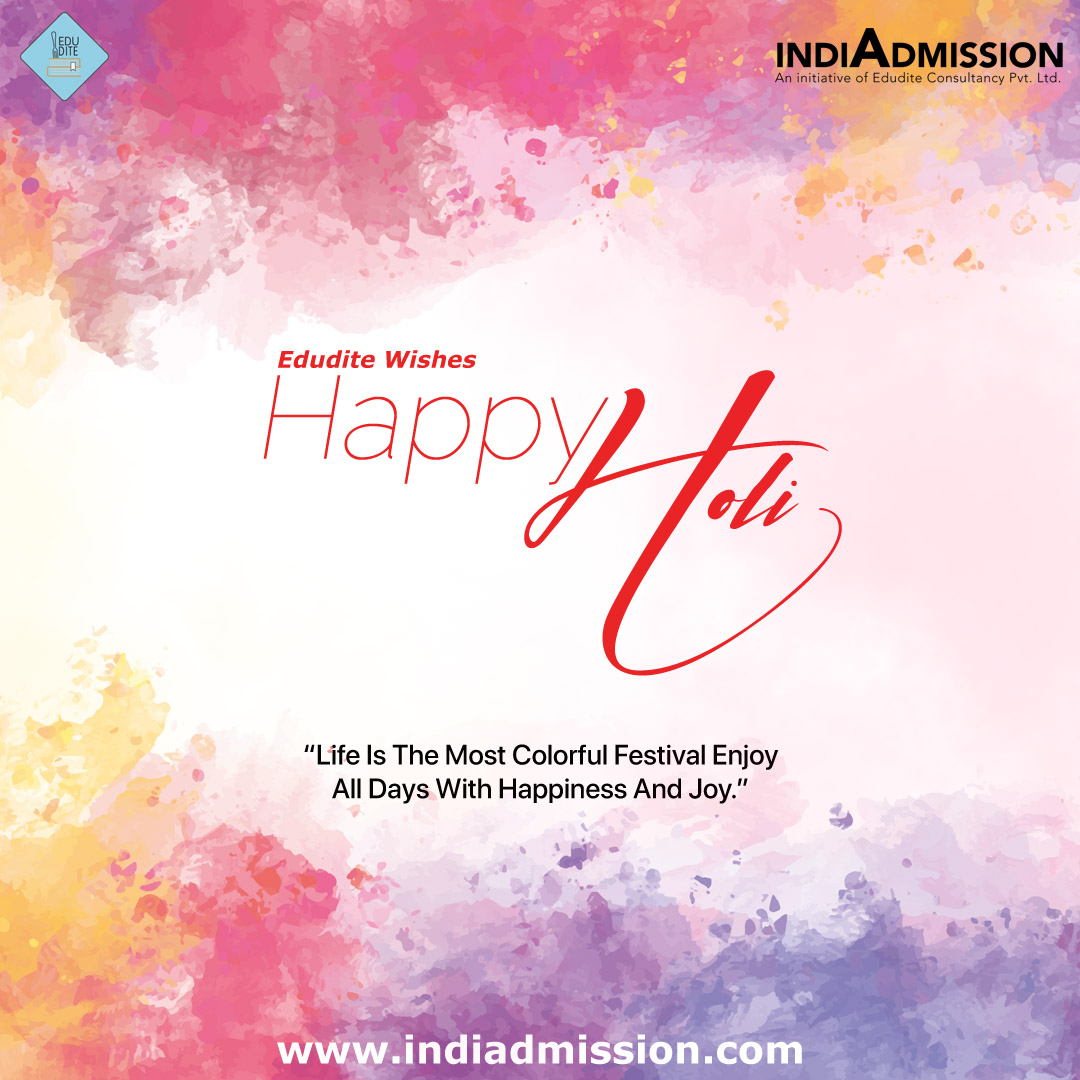 EDU
DITE
INDIADMISSION
An initiative of Edudite Consultancy Pvt. Ltd.
Edudite Wishes
Happy Holi
“Life Is The Most Colorful Festival Enjoy
All Days With Happiness And Joy.”
www.indiadmission.com